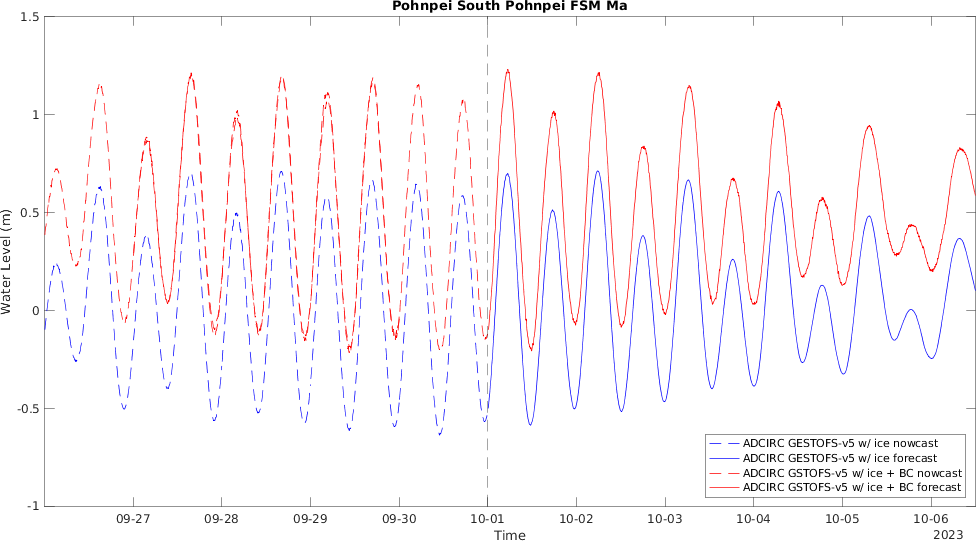 Pohnpei South Pohnpei FSM Ma
1.5
1
0.5
0
-0.5
-1
Water Level (m)
09-27 09-28 09-29 09-30 10-01 10-02 10-03 10-04 10-05 10-06
Time
2023
ADCIRC GESTOFS-v5 w/ ice nowcast
ADCIRC GESTOFS-v5 w/ ice forecast
ADCIRC GSTOFS-v5 w/ ice + BC nowcast
ADCIRC GSTOFS-v5 w/ ice + BC forecast